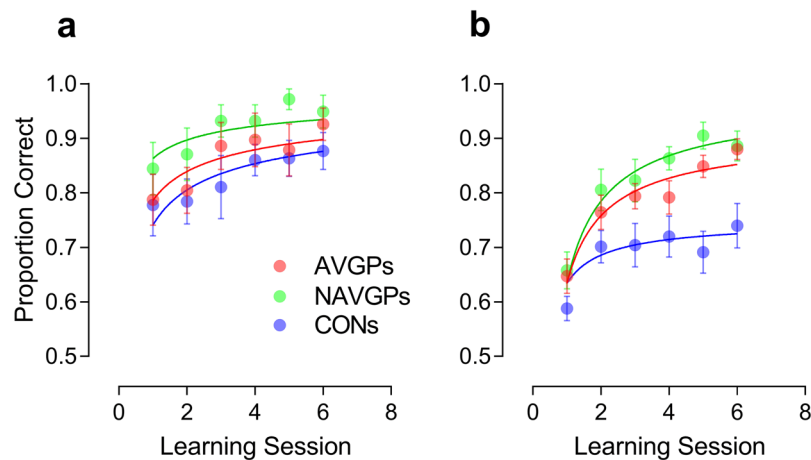 a
b
1.0
0.9
0.8
0.7
0.6
0.5
Proportion Correct
AVGPs
NAVGPs
CONs
0 2 4 6 8
Learning Session
1.0
0.9
0.8
0.7
0.6
0.5
0 2 4 6 8
Learning Session